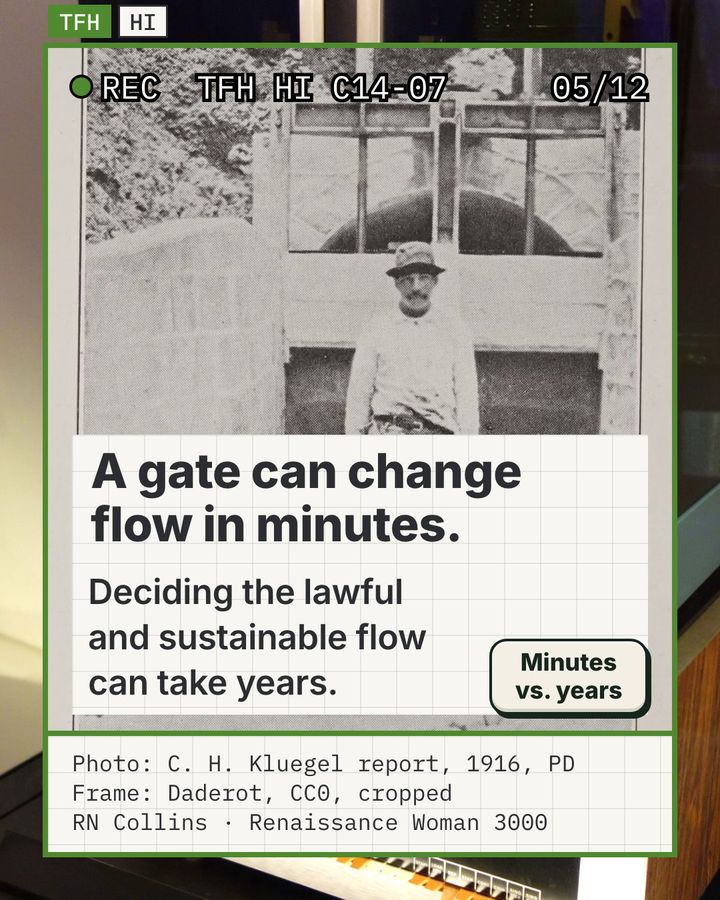 TFH HI
REC TFH HI C14-07 05/12
A gate can change
flow in minutes.
Deciding the lawful
and sustainable flow
can take years.
Minutes
vs. years
Photo: C. H. Kluegel report, 1916, PD
Frame: Daderot, CC0, cropped
RN Collins · Renaissance Woman 3000